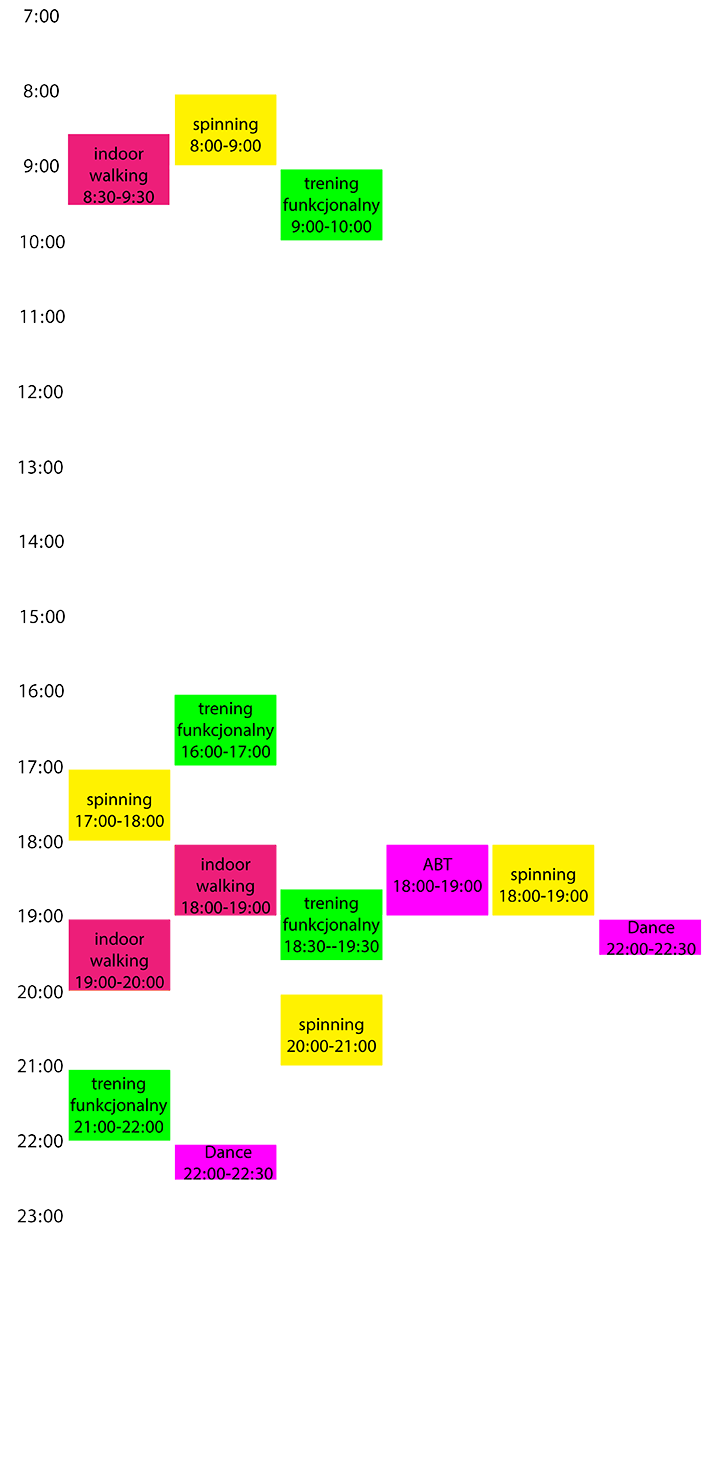 7:00
8:00
spinning
8:00-9:00
indoor
walking
8:30-9:30
9:00
trening
funkcjonalny
9:00-10:00
10:00
11:00
12:00
13:00
14:00
15:00
16:00
trening
funkcjonalny
16:00-17:00
17:00
spinning
17:00-18:00
18:00
indoor
walking
18:00-19:00
ABT
18:00-19:00
spinning
18:00-19:00
trening
funkcjonalny
18:30--19:30
19:00
Dance
22:00-22:30
indoor
walking
19:00-20:00
20:00
spinning
20:00-21:00
21:00
trening
funkcjonalny
21:00-22:00
22:00
Dance
22:00-22:30
23:00